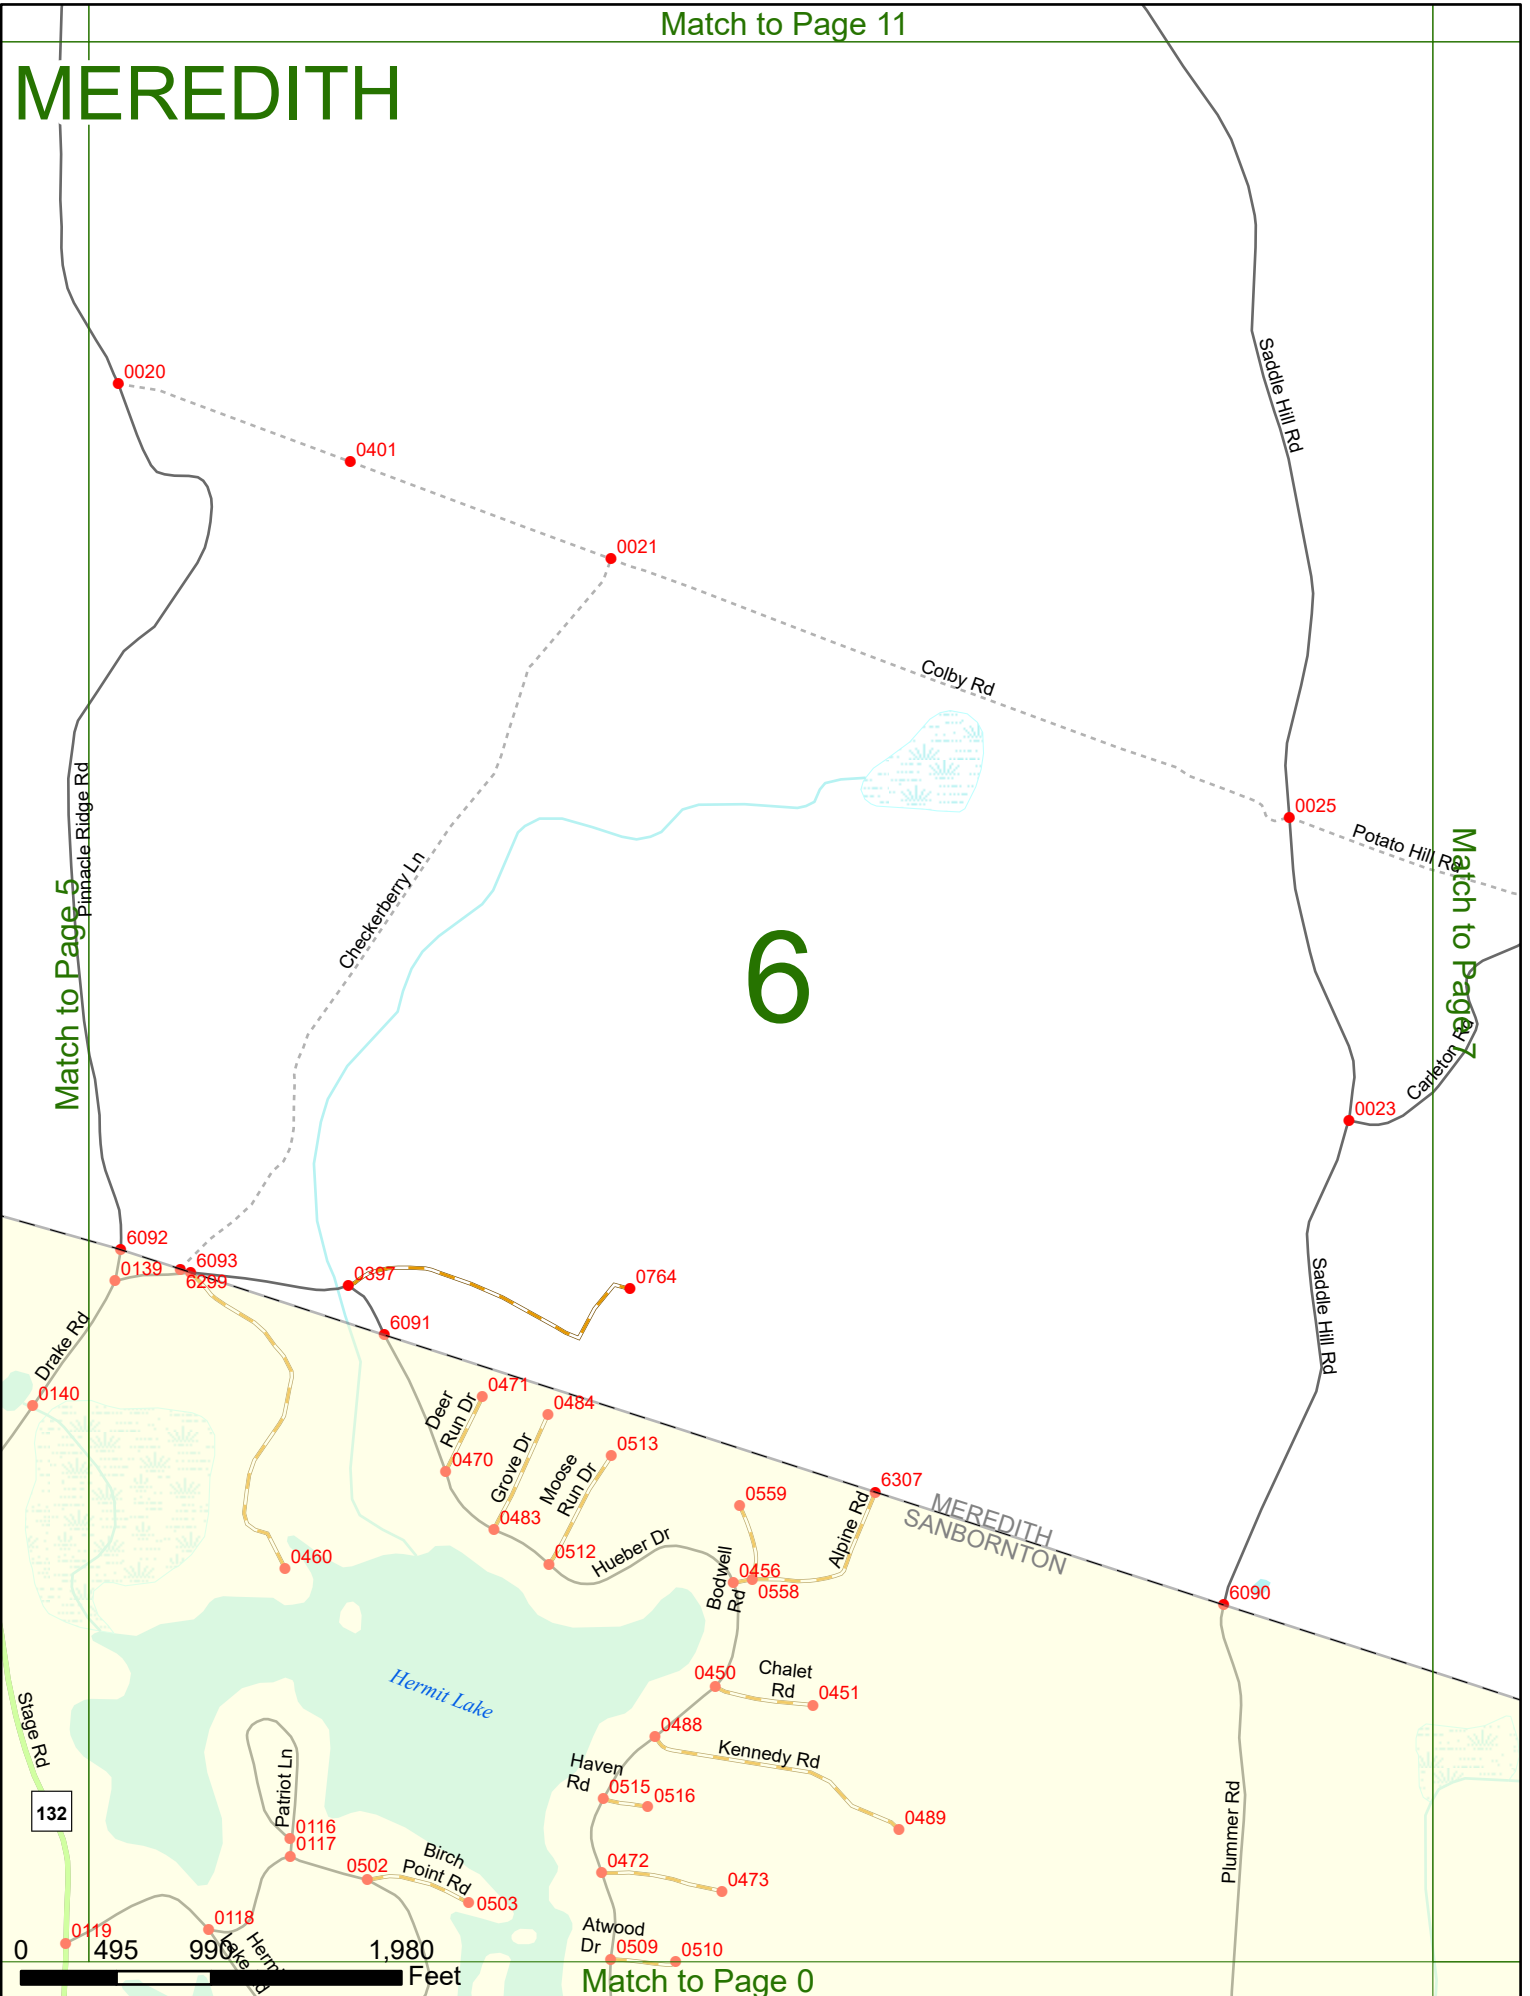 Match to Page 11
MEREDITH
Saddle Hill Rd
0020
0401
0021
Colby Rd
Pinnacle Ridge Rd
0025
Potato Hill Rd
Match to Page 5
Match to Page 7
Checkerberry Ln
6
Carleton Rd
0023
6092
6093
0139
6299
0397
0764
6091
Saddle Hill Rd
Drake Rd
0140
Deer
Run Dr
0471
0484
0470
Grove Dr
Moose
Run Dr
0513
0483
0559
6307
Alpine Rd
MEREDITH
SANBORNTON
0460
0512
Hueber Dr
Bodwell
Rd
0456
0558
6090
Hermit Lake
0450
Chalet
Rd
0451
Stage Rd
0488
Kennedy Rd
Haven
Rd
0515
0516
132
Patriot Ln
0116
0117
0489
Plummer Rd
Birch
Point Rd
0502
0503
0472
0473
0118
0119
Hermit
Lake Rd
Atwood
Dr
0509
0510
0 495 990 1,980
Feet
Match to Page 0